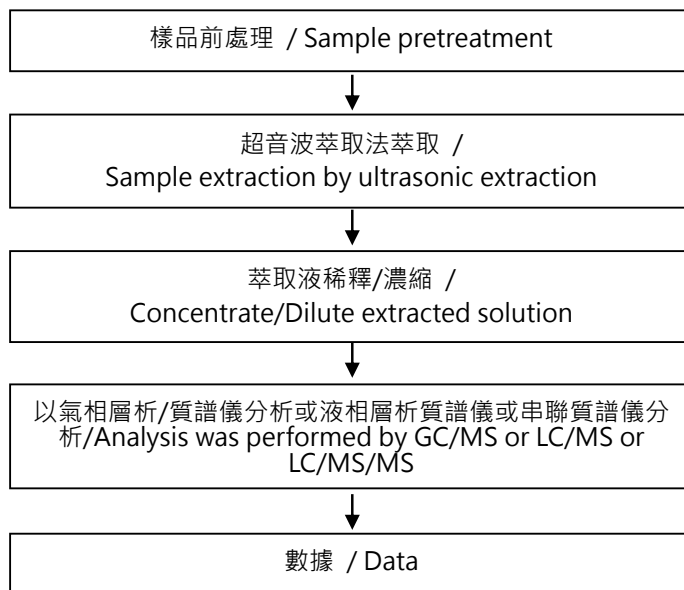 樣品前處理 / Sample pretreatment
超音波萃取法萃取 /
Sample extraction by ultrasonic extraction
萃取液稀釋/濃縮 /
Concentrate/Dilute extracted solution
以氣相層析/質譜儀分析或液相層析質譜儀或串聯質譜儀分
析/Analysis was performed by GC/MS or LC/MS or
LC/MS/MS
數據 / Data